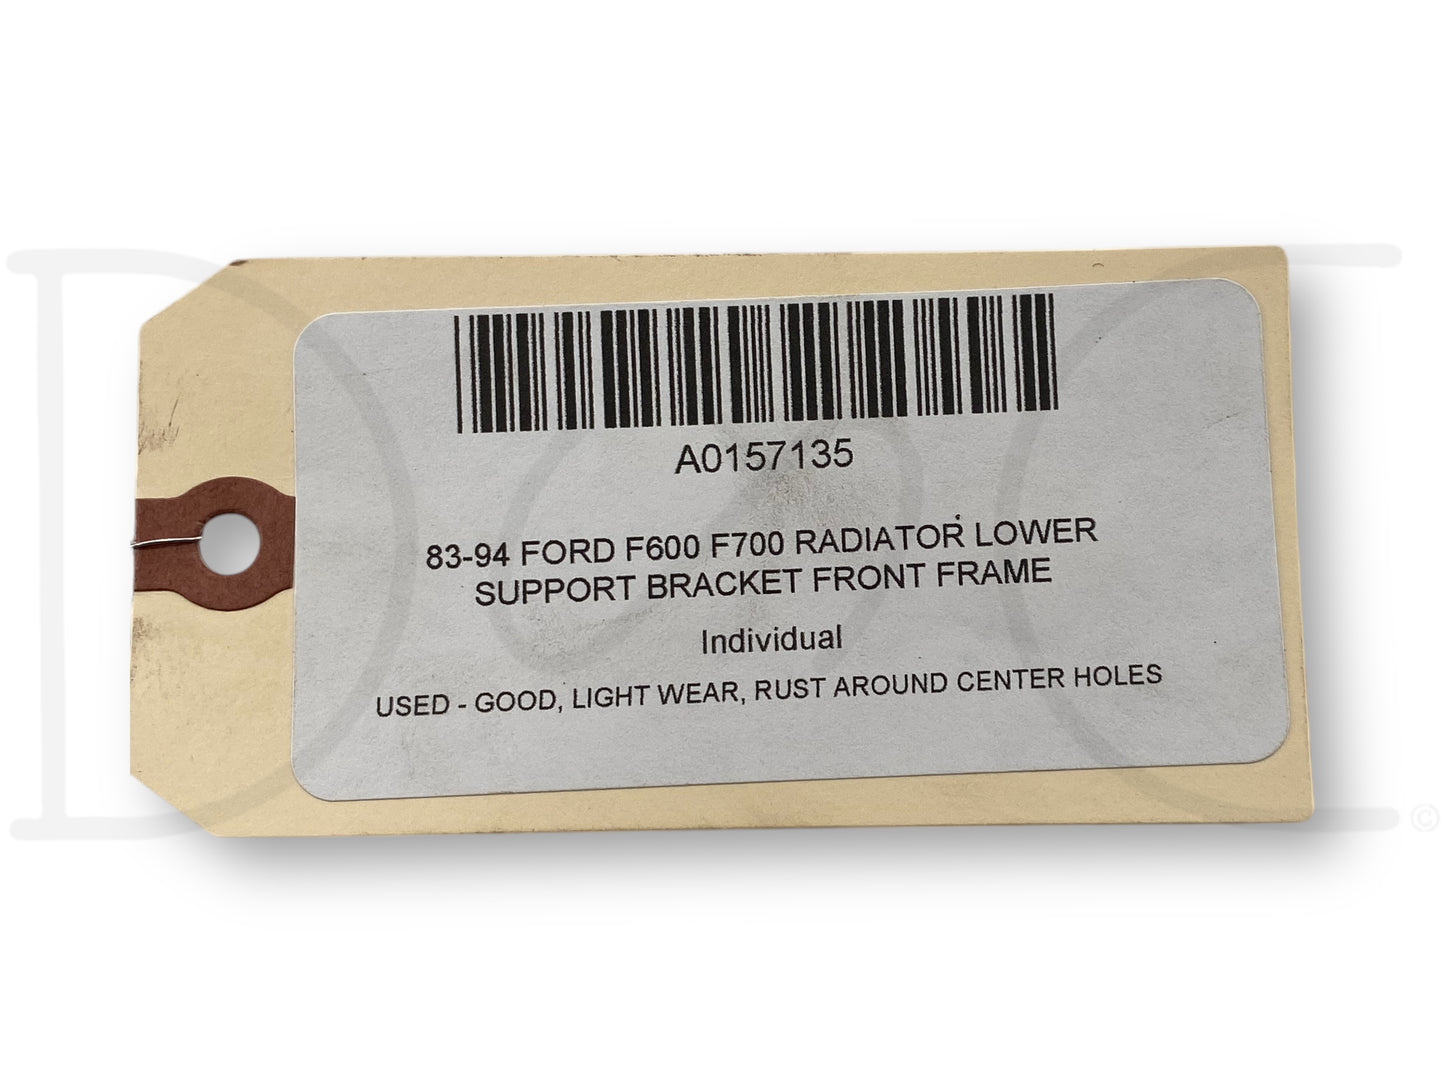 A0157135
83-94 FORD F600 F700 RADIATOR LOWER
SUPPORT BRACKET FRONT FRAME
Individual
USED - GOOD, LIGHT WEAR, RUST AROUND CENTER HOLES
©